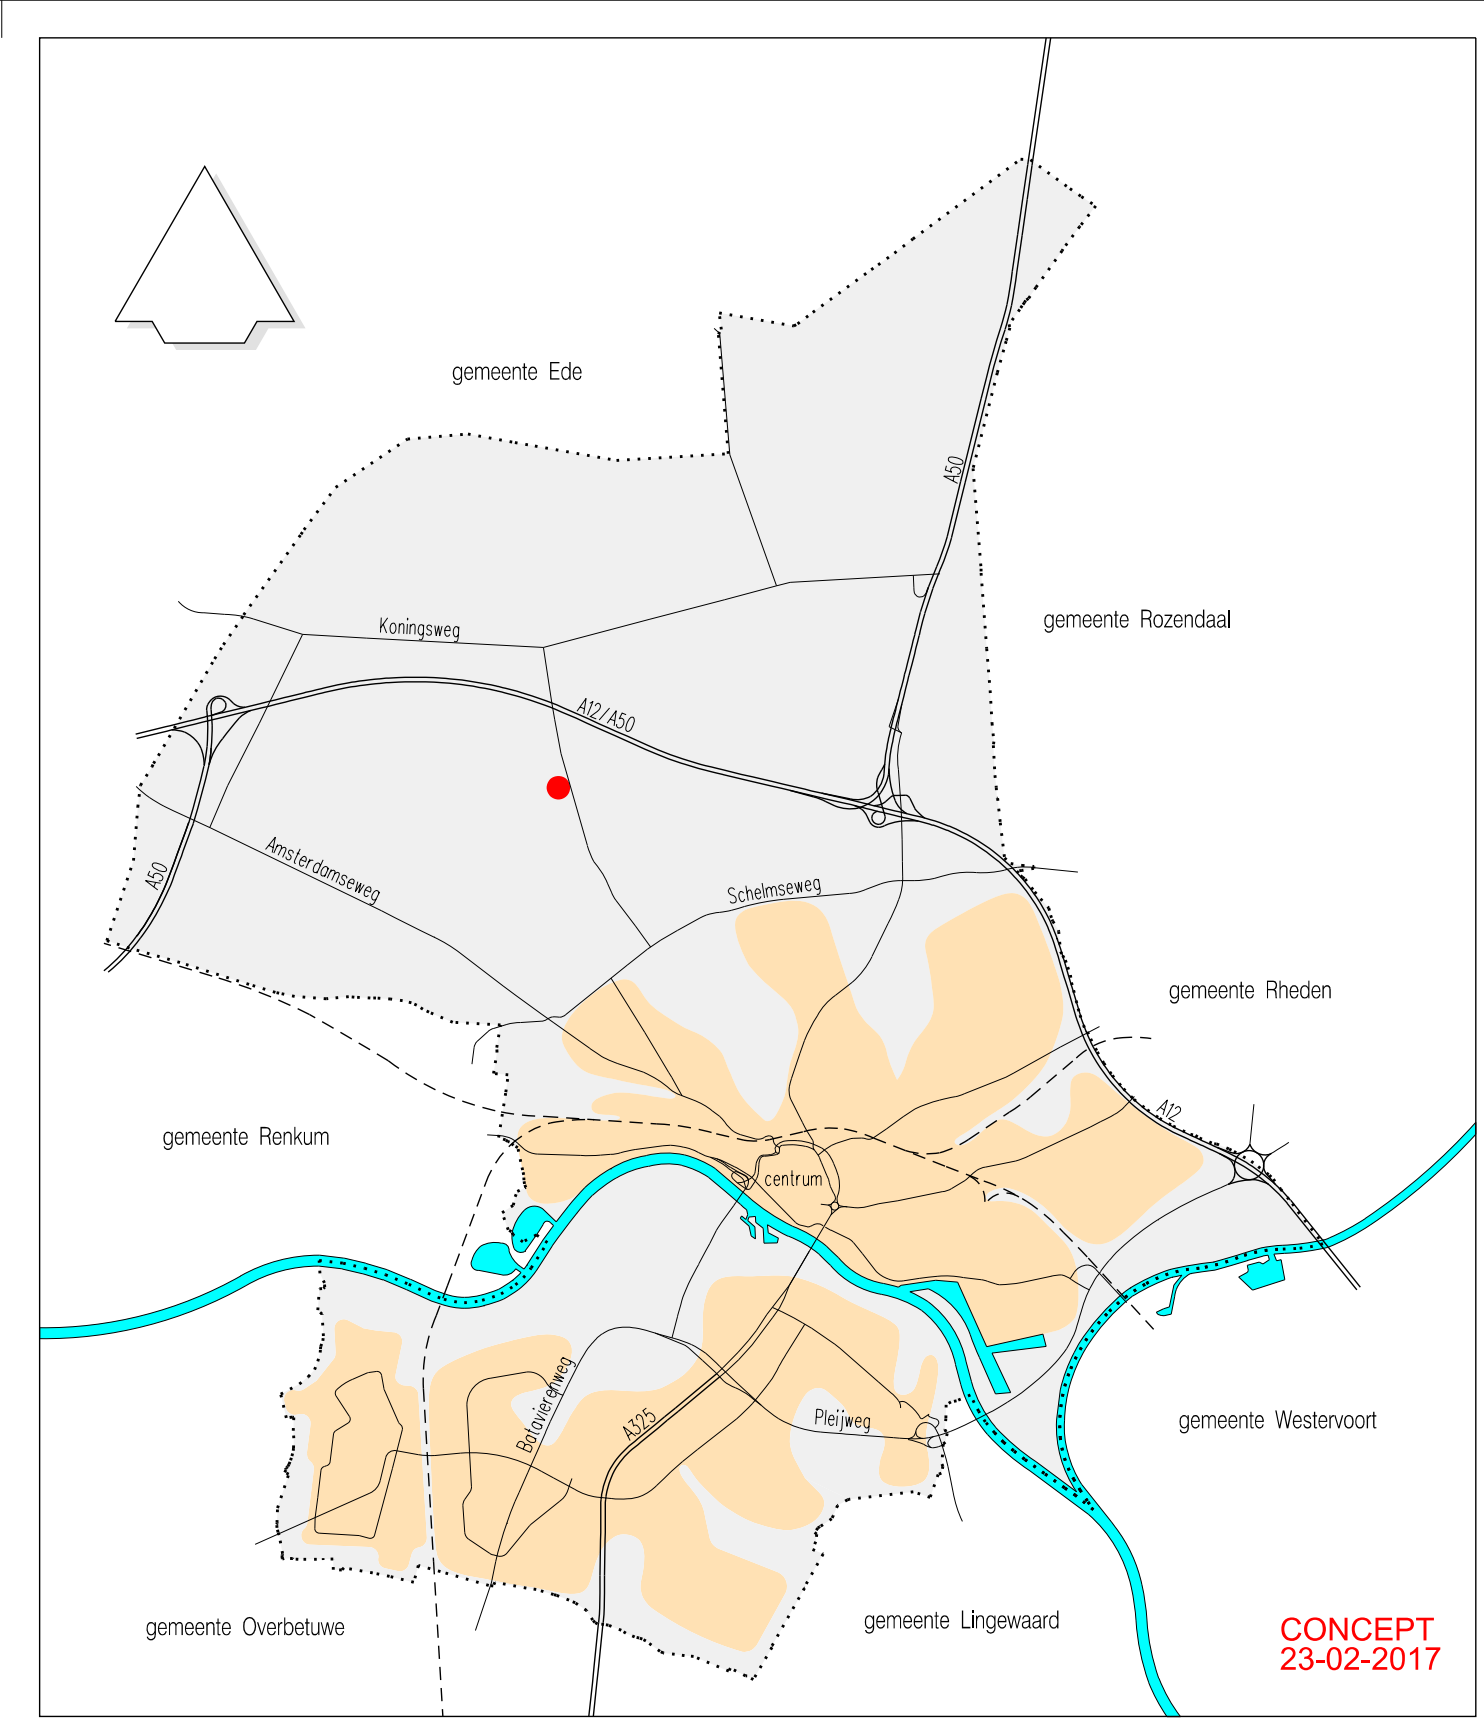 gemeente Ede
A50
gemeente Rozendaal
Koningsweg
A12/A50
Amsterdamseweg
A50
Schelmseweg
gemeente Rheden
A12
gemeente Renkum
centrum
Batavierenweg
A325
Pleijweg
gemeente Westervoort
gemeente Overbetuwe
gemeente Lingewaard
CONCEPT
23-02-2017